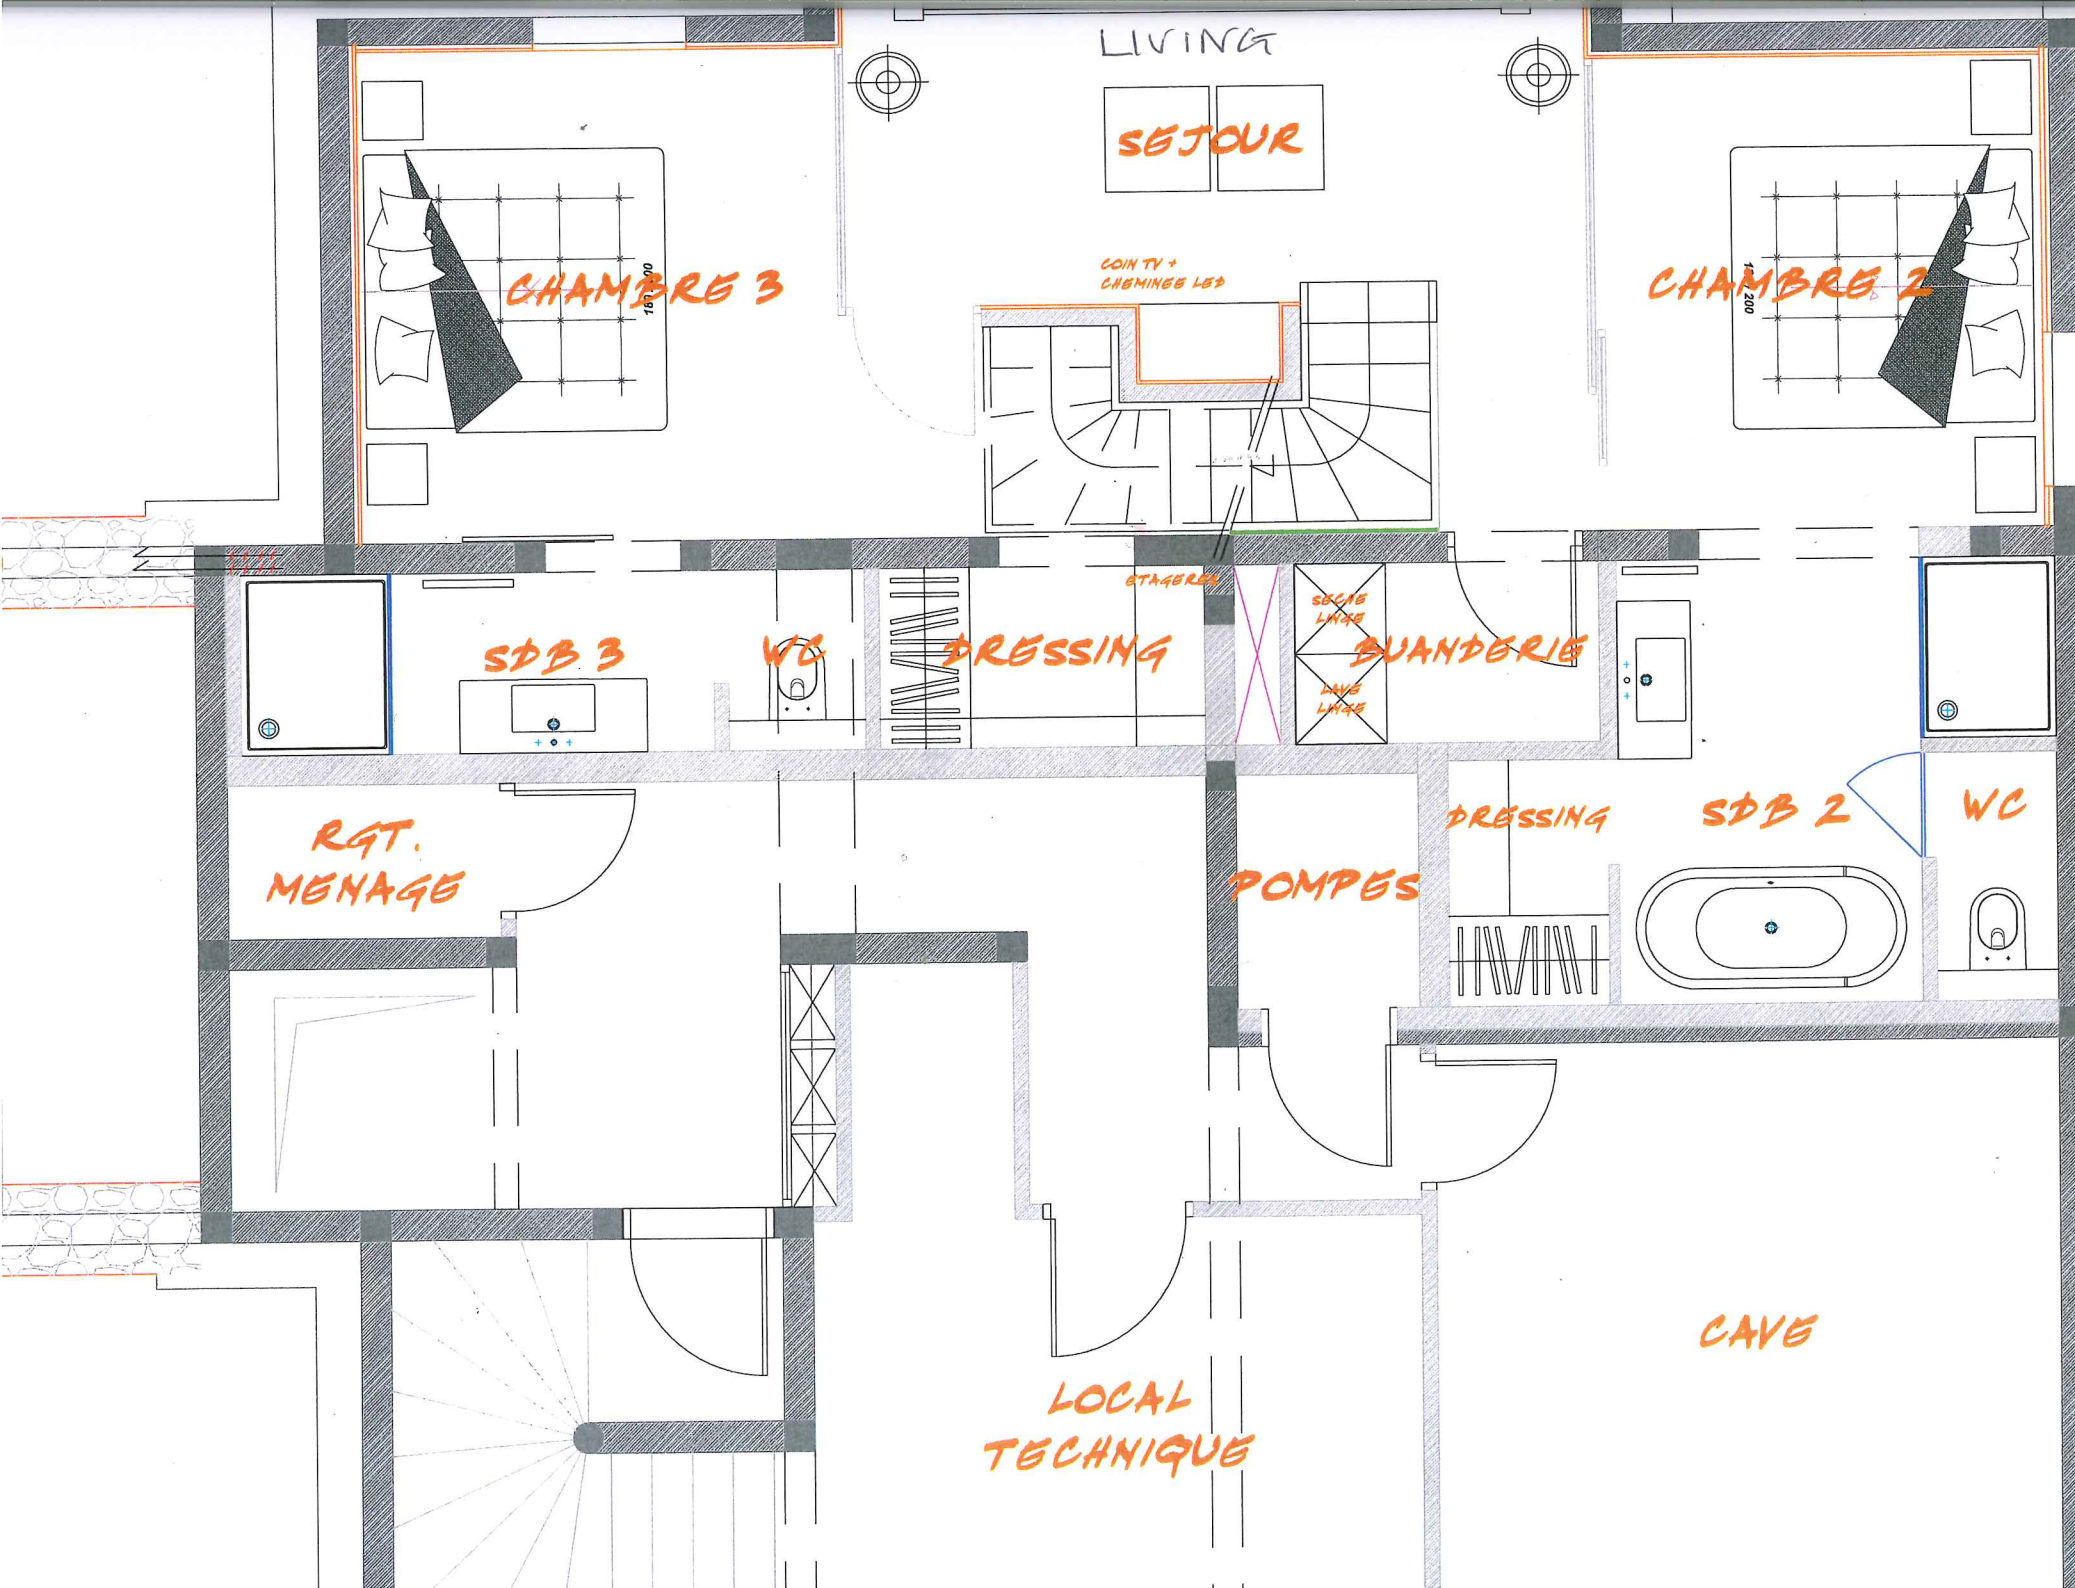 LIVING
SEJOUR
COIN TV +
CHEMINEE LED
CHAMBRE 3
CHAMBRE 2
ETAGERES
SECHE
LINGE
SDB 3
WC
DRESSING
BUANDERIE
LAVE
LINGE
RGT.
MENAGE
POMPES
DRESSING
SDB 2
WC
CAVE
LOCAL
TECHNIQUE